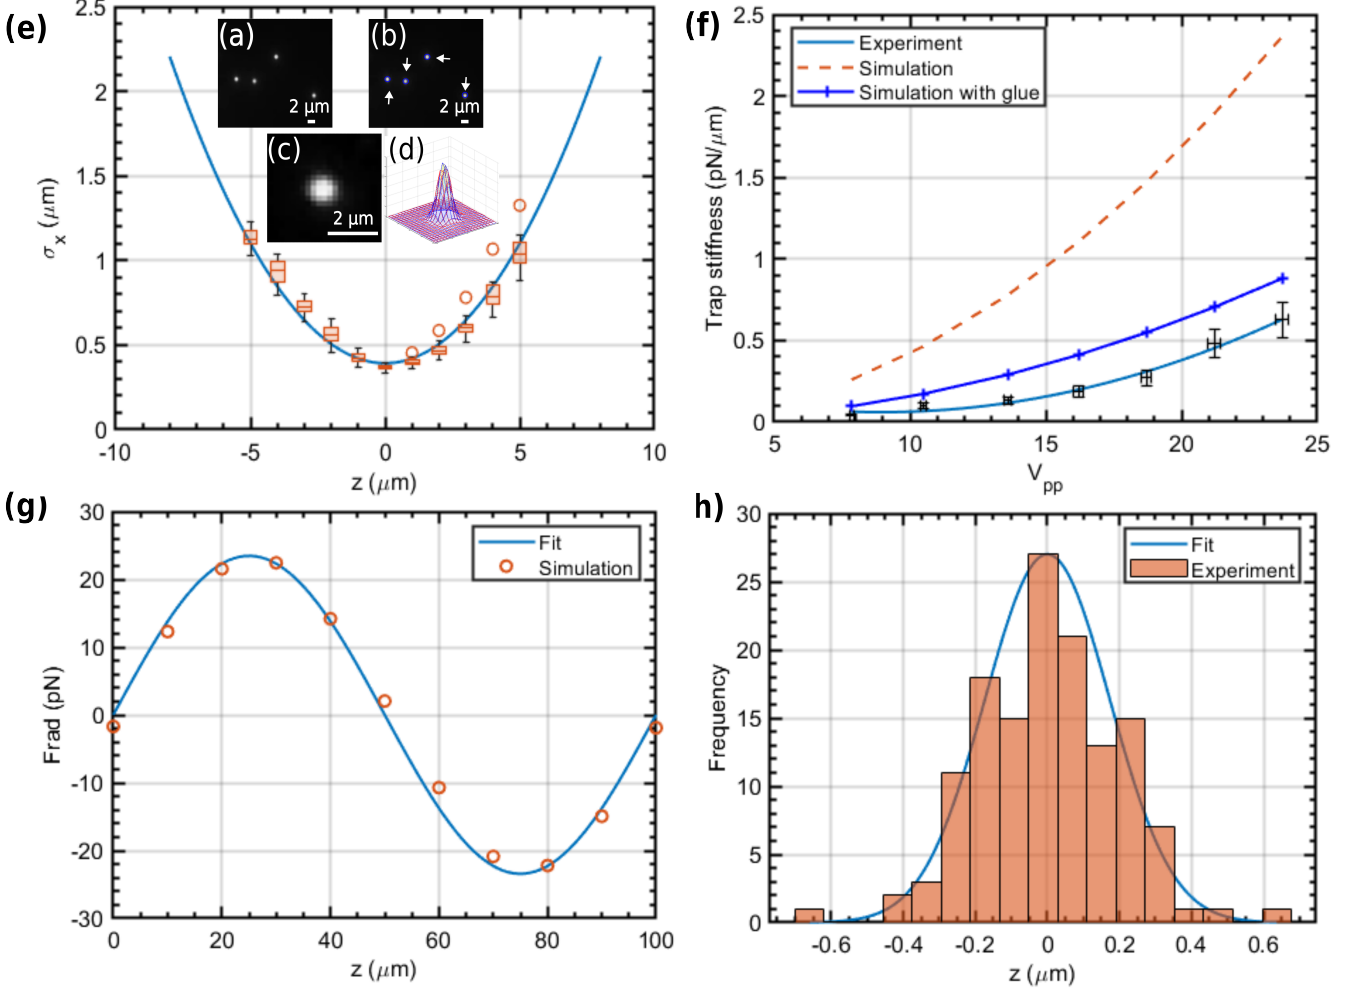 (e)
2.5
2
1.5
1
0.5
0
-10
-5
0
5
10
σx (μm)
z (μm)
(a)
2 μm
(b)
2 μm
(c)
2 μm
(d)
(f)
2.5
2
1.5
1
0.5
0
5
10
15
20
25
Trap stiffness (pN/μm)
Vpp
Experiment
Simulation
Simulation with glue
(g)
30
20
10
0
-10
-20
-30
0
20
40
60
80
100
Frad (pN)
z (μm)
Fit
Simulation
h)
30
25
20
15
10
5
0
-0.6
-0.4
-0.2
0
0.2
0.4
0.6
Frequency
z (μm)
Fit
Experiment